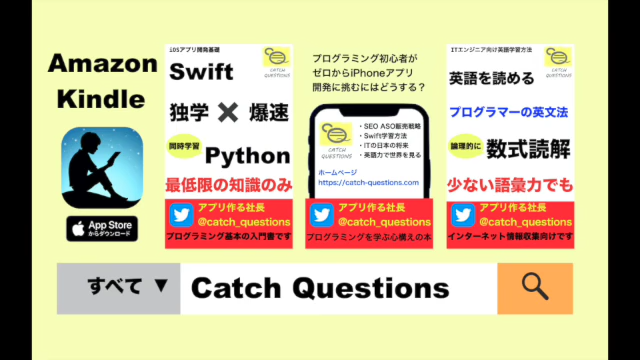 Amazon
Kindle
App Store
からダウンロード
iOSアプリ開発基礎
CATCH
QUESTIONS
Swift
独学 ✖ 爆速
同時学習
Python
最低限の知識のみ
アプリ作る社長
@catch_questions
プログラミング基本の入門書です
プログラミング初心者が
ゼロからiPhoneアプリ
開発に挑むにはどうする？
CATCH
QUESTIONS
・SEO ASO販売戦略
・Swift学習方法
・ITの日本の将来
・英語力で世界を見る
ホームページ
https://catch-questions.com
アプリ作る社長
@catch_questions
プログラミングを学ぶ心構えの本
ITエンジニア向け英語学習方法
CATCH
QUESTIONS
英語を読める
プログラマーの英文法
論理的に
数式読解
少ない語彙力でも
アプリ作る社長
@catch_questions
インターネット情報収集向けです
すべて ▼
Catch Questions